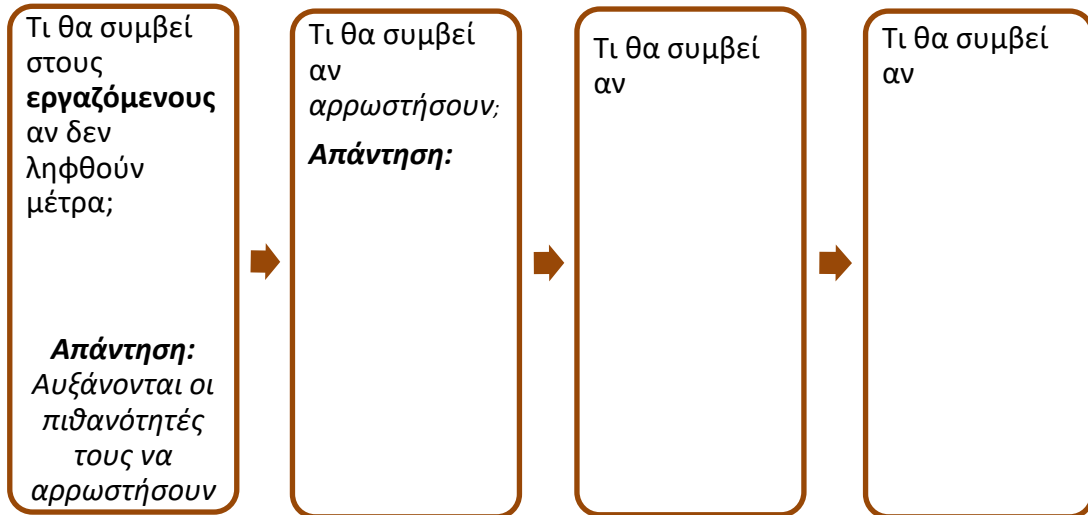 Τι θα συμβεί
στους
εργαζόμενους
αν δεν
ληφθούν
μέτρα;
Απάντηση:
Αυξάνονται οι
πιθανότητές
τους να
αρρωστήσουν
Τι θα συμβεί
αν
αρρωστήσουν;
Απάντηση:
Τι θα συμβεί
αν
Τι θα συμβεί
αν